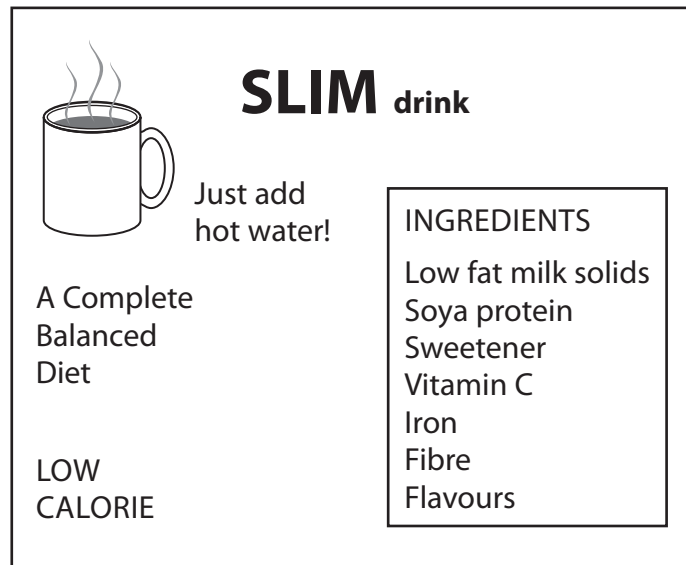 SLIM drink
Just add
hot water!
A Complete
Balanced
Diet
LOW
CALORIE
INGREDIENTS
Low fat milk solids
Soya protein
Sweetener
Vitamin C
Iron
Fibre
Flavours